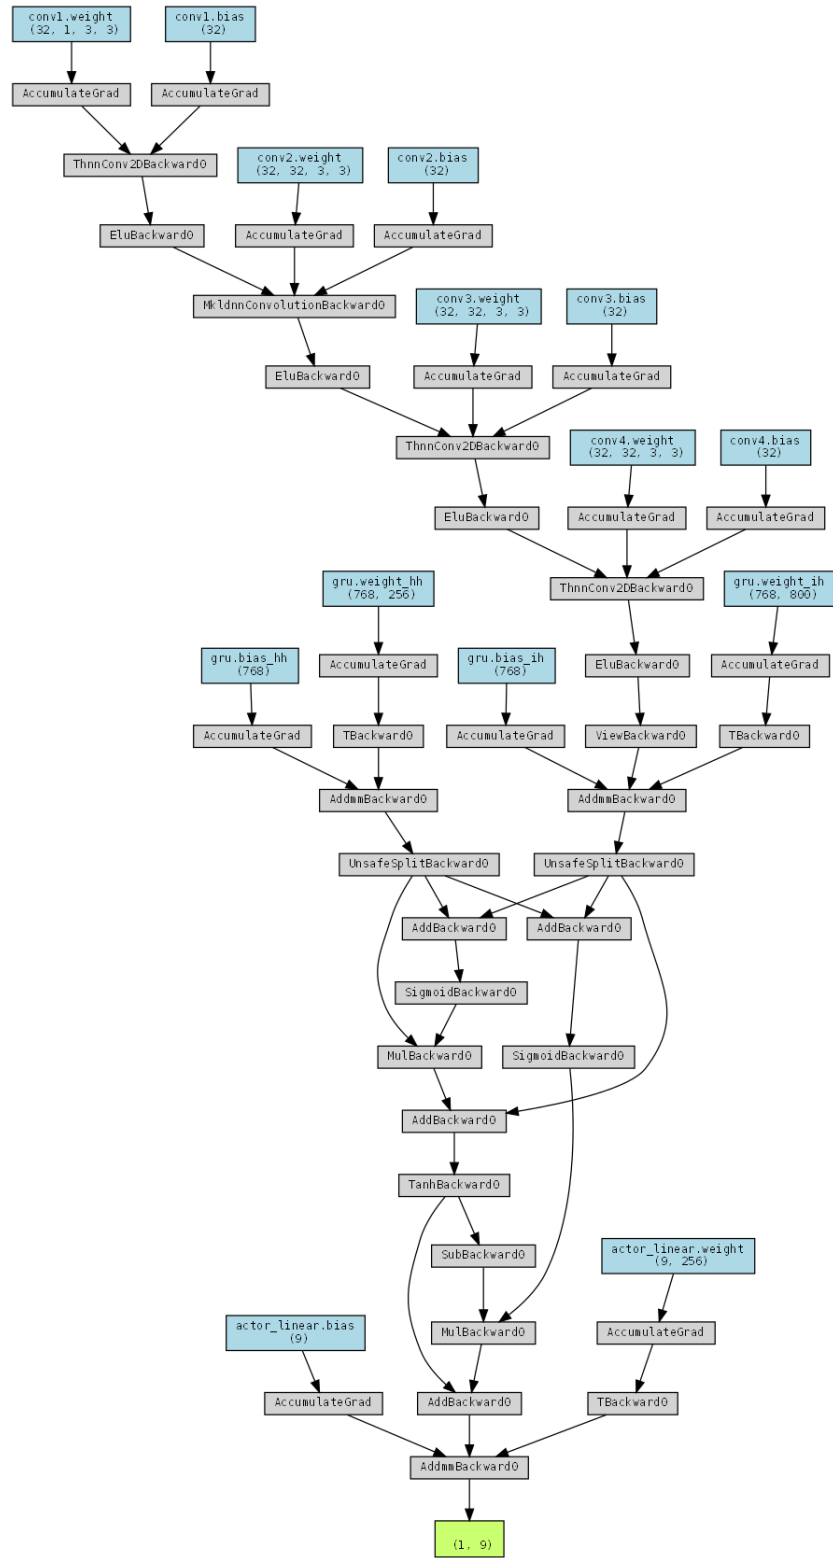 conv1.weight
(32, 1, 3, 3)
conv1.bias
(32)
AccumulateGrad
AccumulateGrad
ThnnConv2DBackward0
conv2.weight
(32, 32, 3, 3)
conv2.bias
(32)
EluBackward0
AccumulateGrad
AccumulateGrad
MkldnnConvolutionBackward0
conv3.weight
(32, 32, 3, 3)
conv3.bias
(32)
EluBackward0
AccumulateGrad
AccumulateGrad
ThnnConv2DBackward0
conv4.weight
(32, 32, 3, 3)
conv4.bias
(32)
EluBackward0
AccumulateGrad
AccumulateGrad
gru.weight_hh
(768, 256)
ThnnConv2DBackward0
gru.weight_ih
(768, 800)
gru.bias_hh
(768)
AccumulateGrad
gru.bias_ih
(768)
EluBackward0
AccumulateGrad
AccumulateGrad
TBackward0
AccumulateGrad
ViewBackward0
TBackward0
AddmmBackward0
AddmmBackward0
UnsafeSplitBackward0
UnsafeSplitBackward0
AddBackward0
AddBackward0
SigmoidBackward0
MulBackward0
SigmoidBackward0
AddBackward0
TanhBackward0
SubBackward0
actor_linear.weight
(9, 256)
actor_linear.bias
(9)
MulBackward0
AccumulateGrad
AccumulateGrad
AddBackward0
TBackward0
AddmmBackward0
(1, 9)